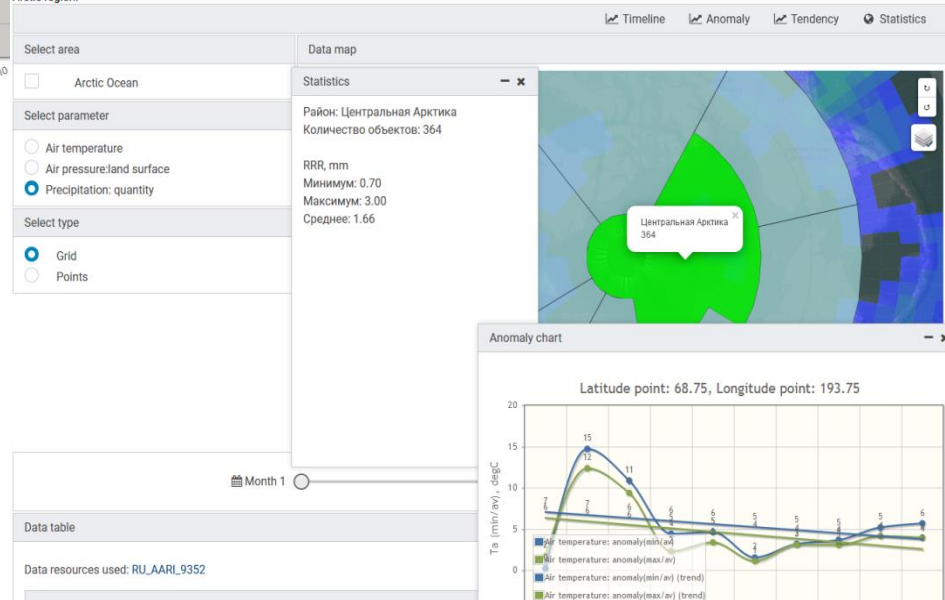 Timeline Anomaly Tendency Statistics
Select area
Arctic Ocean
Select parameter
Air temperature
Air pressure:land surface
Precipitation: quantity
Select type
Grid
Points
Month 1
Data table
Data resources used: RU_AARI_9352
Data map
Statistics
Район: Центральная Арктика
Количество объектов: 364
RRR, mm
Минимум: 0.70
Максимум: 3.00
Среднее: 1.66
Центральная Арктика
364
Anomaly chart
Latitude point: 68.75, Longitude point: 193.75
Ta (min/av), degC
20
15
10
5
0
15
12
11
Air temperature: anomaly(min/av)
Air temperature: anomaly(max/av)
Air temperature: anomaly(min/av) (trend)
Air temperature: anomaly(max/av) (trend)